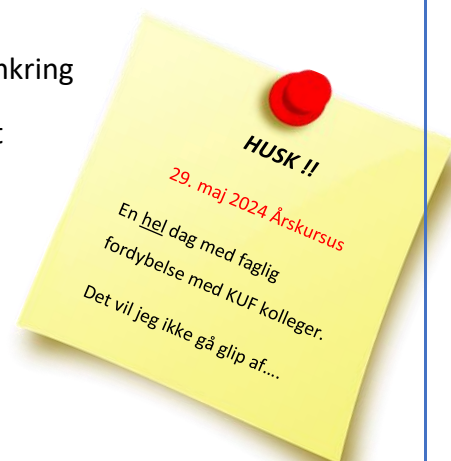 HUSK !!
29. maj 2024 Årskursus
En hel dag med faglig
fordybelse med KUF kolleger.
Det vil jeg ikke gå glip af….